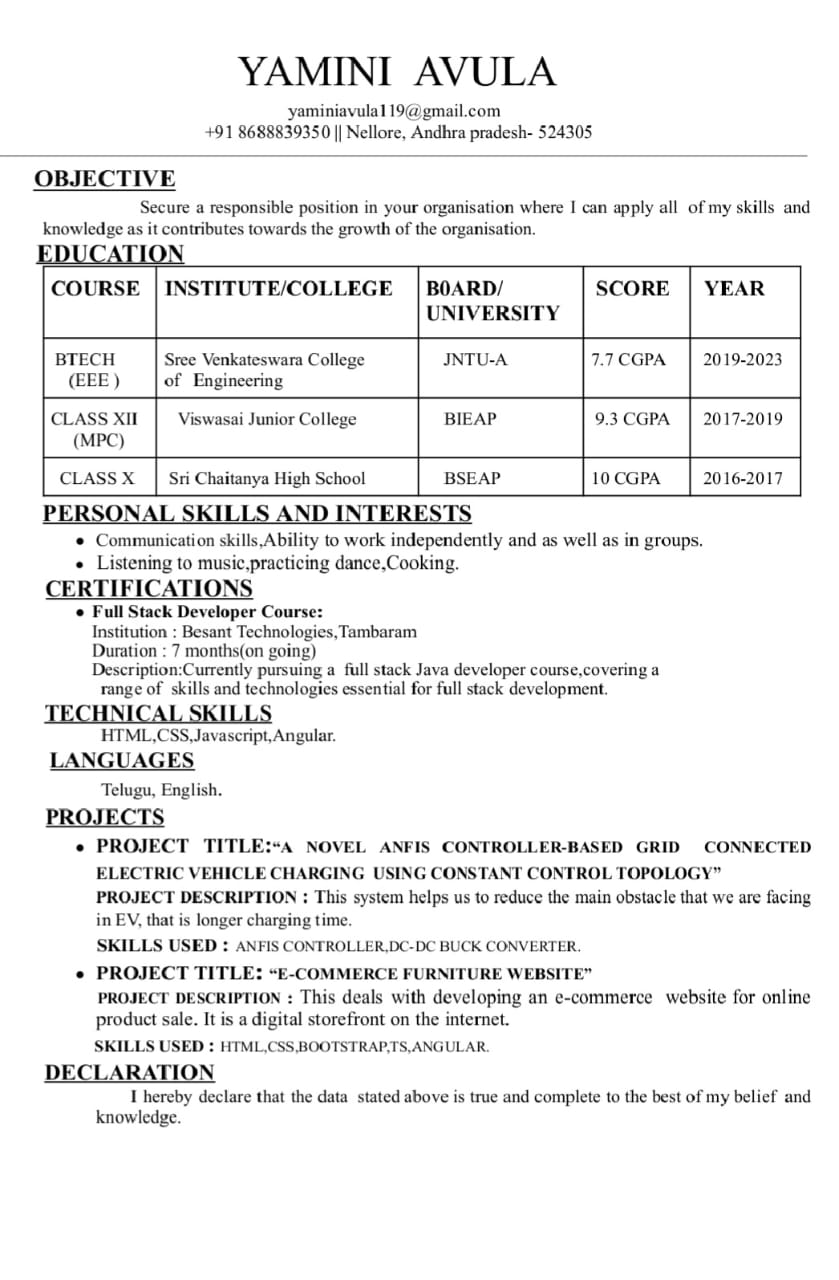 YAMINI AVULA
yaminiavula119@gmail.com
+91 8688839350 || Nellore, Andhra pradesh- 524305
OBJECTIVE
Secure a responsible position in your organisation where I can apply all of my skills and
knowledge as it contributes towards the growth of the organisation.
EDUCATION
COURSE INSTITUTE/COLLEGE B0ARD/ UNIVERSITY SCORE YEAR
BTECH (EEE ) Sree Venkateswara College of Engineering JNTU-A 7.7 CGPA 2019-2023
CLASS XII (MPC) Viswasai Junior College BIEAP 9.3 CGPA 2017-2019
CLASS X Sri Chaitanya High School BSEAP 10 CGPA 2016-2017
PERSONAL SKILLS AND INTERESTS
• Communication skills,Ability to work independently and as well as in groups.
• Listening to music,practicing dance,Cooking.
CERTIFICATIONS
• Full Stack Developer Course:
Institution : Besant Technologies,Tambaram
Duration : 7 months(on going)
Description:Currently pursuing a full stack Java developer course,covering a
range of skills and technologies essential for full stack development.
TECHNICAL SKILLS
HTML,CSS,Javascript,Angular.
LANGUAGES
Telugu, English.
PROJECTS
• PROJECT TITLE:“A NOVEL ANFIS CONTROLLER-BASED GRID CONNECTED
ELECTRIC VEHICLE CHARGING USING CONSTANT CONTROL TOPOLOGY”
PROJECT DESCRIPTION : This system helps us to reduce the main obstacle that we are facing
in EV, that is longer charging time.
SKILLS USED : ANFIS CONTROLLER,DC-DC BUCK CONVERTER.
• PROJECT TITLE: “E-COMMERCE FURNITURE WEBSITE”
PROJECT DESCRIPTION : This deals with developing an e-commerce website for online
product sale. It is a digital storefront on the internet.
SKILLS USED : HTML,CSS,BOOTSTRAP,TS,ANGULAR.
DECLARATION
I hereby declare that the data stated above is true and complete to the best of my belief and
knowledge.